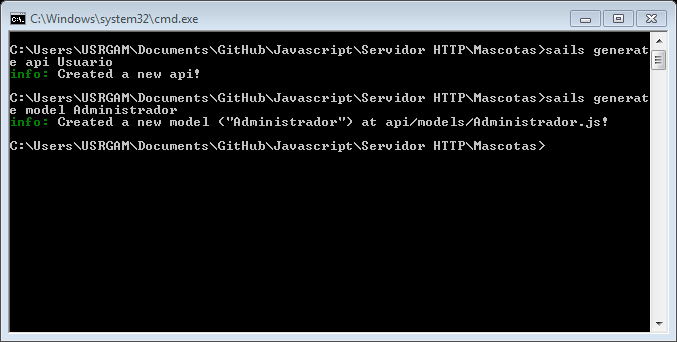 C:\Windows\system32\cmd.exe
C:\Users\USRGAM\Documents\GitHub\Javascript\Servidor HTTP\Mascotas>sails generat
e api Usuario
info: Created a new api!
C:\Users\USRGAM\Documents\GitHub\Javascript\Servidor HTTP\Mascotas>sails generat
e model Administrador
info: Created a new model ("Administrador") at api/models/Administrador.js!
C:\Users\USRGAM\Documents\GitHub\Javascript\Servidor HTTP\Mascotas>